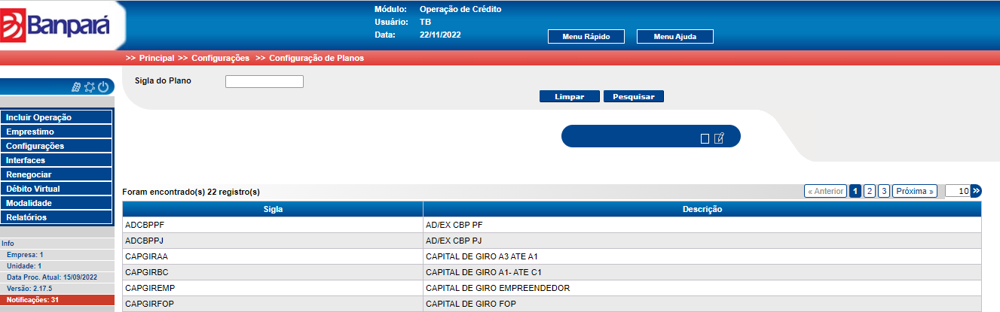 Banpará
Módulo: Operação de Crédito
Usuário: TB
Data: 22/11/2022
Menu Rápido Menu Ajuda
>> Principal >> Configurações >> Configuração de Planos
Sigla do Plano
Limpar Pesquisar
Incluir Operação
Emprestimo
Configurações
Interfaces
Renegociar
Débito Virtual
Modalidade
Relatórios
Info
Empresa: 1
Unidade: 1
Data Proc. Atual: 15/09/2022
Versão: 2.17.5
Notificações: 31
Foram encontrado(s) 22 registro(s)
« Anterior 1 2 3 Próxima » 10 »
Sigla Descrição
ADCBPPF AD/EX CBP PF
ADCBPPJ AD/EX CBP PJ
CAPGIRAA CAPITAL DE GIRO A3 ATE A1
CAPGIRBC CAPITAL DE GIRO A1- ATE C1
CAPGIREMP CAPITAL DE GIRO EMPREENDEDOR
CAPGIRFOP CAPITAL DE GIRO FOP